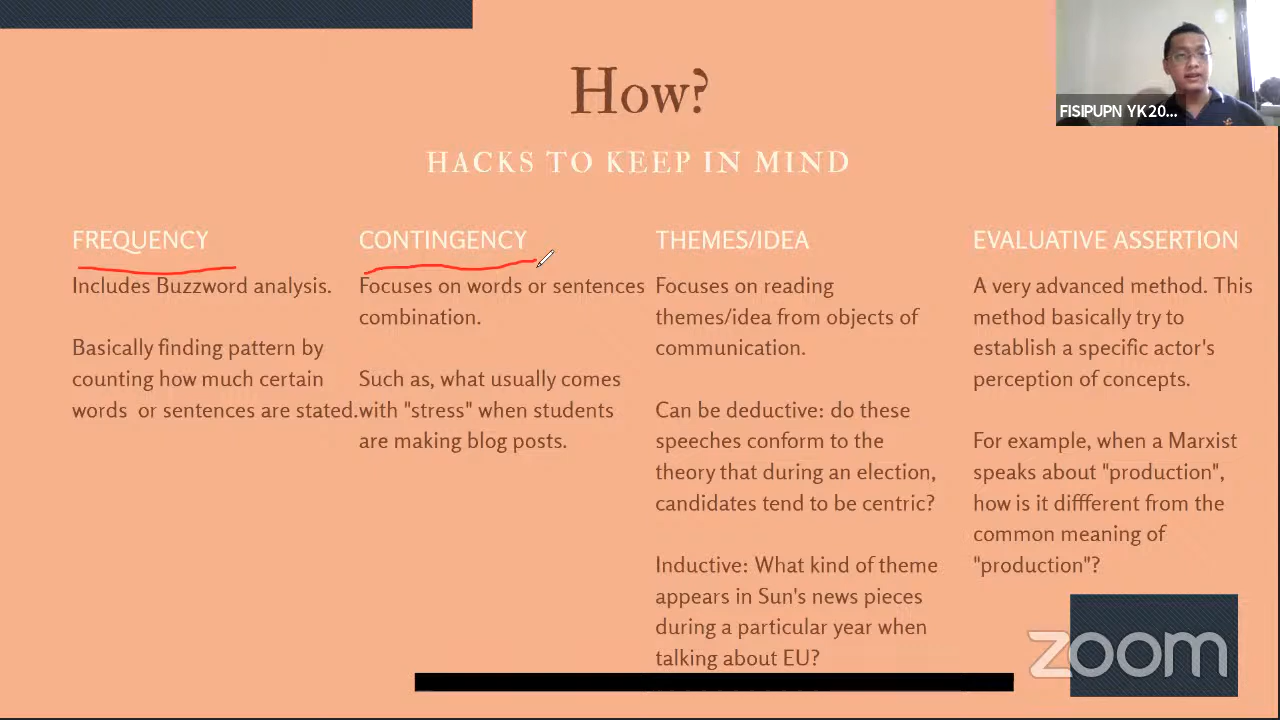 How?
HACKS TO KEEP IN MIND
FISIPUPN YK20...
FREQUENCY
Includes Buzzword analysis.
Basically finding pattern by
counting how much certain
words or sentences are stated.
CONTINGENCY
Focuses on words or sentences
combination.
Such as, what usually comes
with "stress" when students
are making blog posts.
THEMES/IDEA
Focuses on reading
themes/idea from objects of
communication.
Can be deductive: do these
speeches conform to the
theory that during an election,
candidates tend to be centric?
Inductive: What kind of theme
appears in Sun's news pieces
during a particular year when
talking about EU?
EVALUATIVE ASSERTION
A very advanced method. This
method basically try to
establish a specific actor's
perception of concepts.
For example, when a Marxist
speaks about "production",
how is it diffferent from the
common meaning of
"production"?
zoom